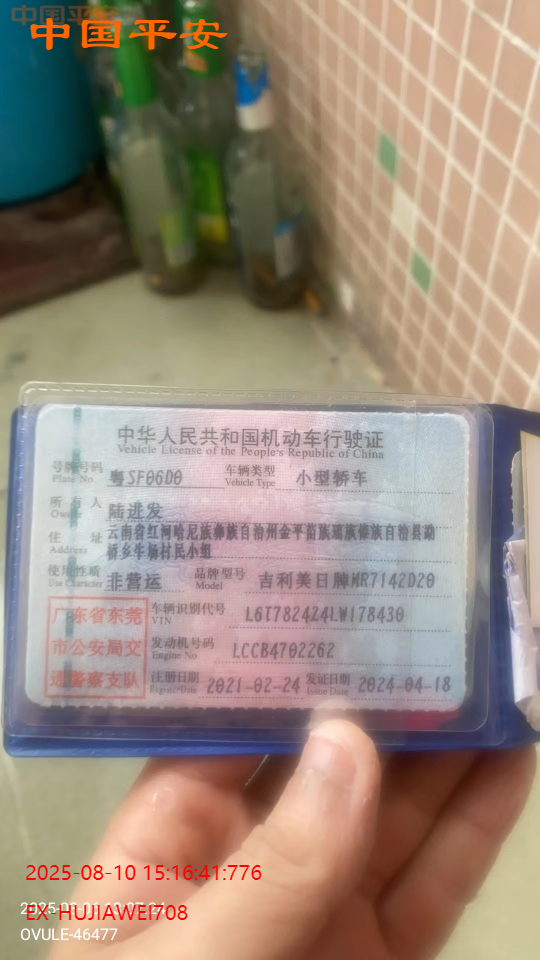 中国平安
中国平安
中华人民共和国机动车行驶证
Vehicle License of the People's Republic of China
号牌号码 粤SF06D0 车辆类型 小型轿车
Plate No. Vehicle Type
所有人 陆进发
Owner
住址 云南省红河哈尼族彝族自治州金平苗族瑶族傣族自治县勐
Address 桥乡牛场村民小组
使用性质 非营运 品牌型号 吉利美日牌MR7142D20
Use Character Model
广东省东莞
市公安局交
通警察支队
车辆识别代号 L6T7824Z4LW178430
VIN
发动机号码 LCCB4702262
Engine No.
注册日期 2021-02-24 发证日期 2024-04-18
Register Date Issue Date
2025-08-10 15:16:41:776
EX-HUJIAWEI708
OVULE-46477